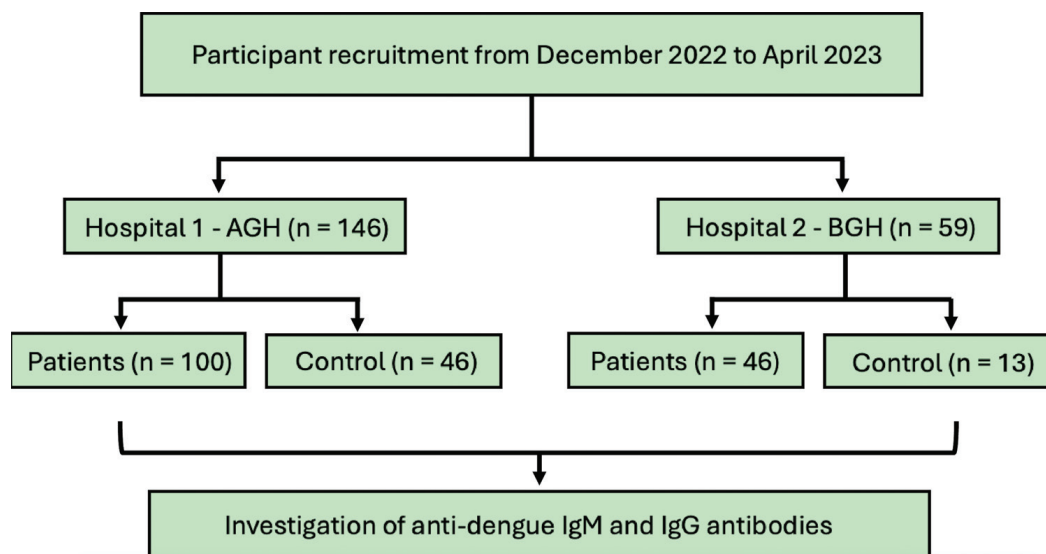 Participant recruitment from December 2022 to April 2023
Hospital 1 - AGH (n = 146)
Hospital 2 - BGH (n = 59)
Patients (n = 100)
Control (n = 46)
Patients (n = 46)
Control (n = 13)
Investigation of anti-dengue IgM and IgG antibodies